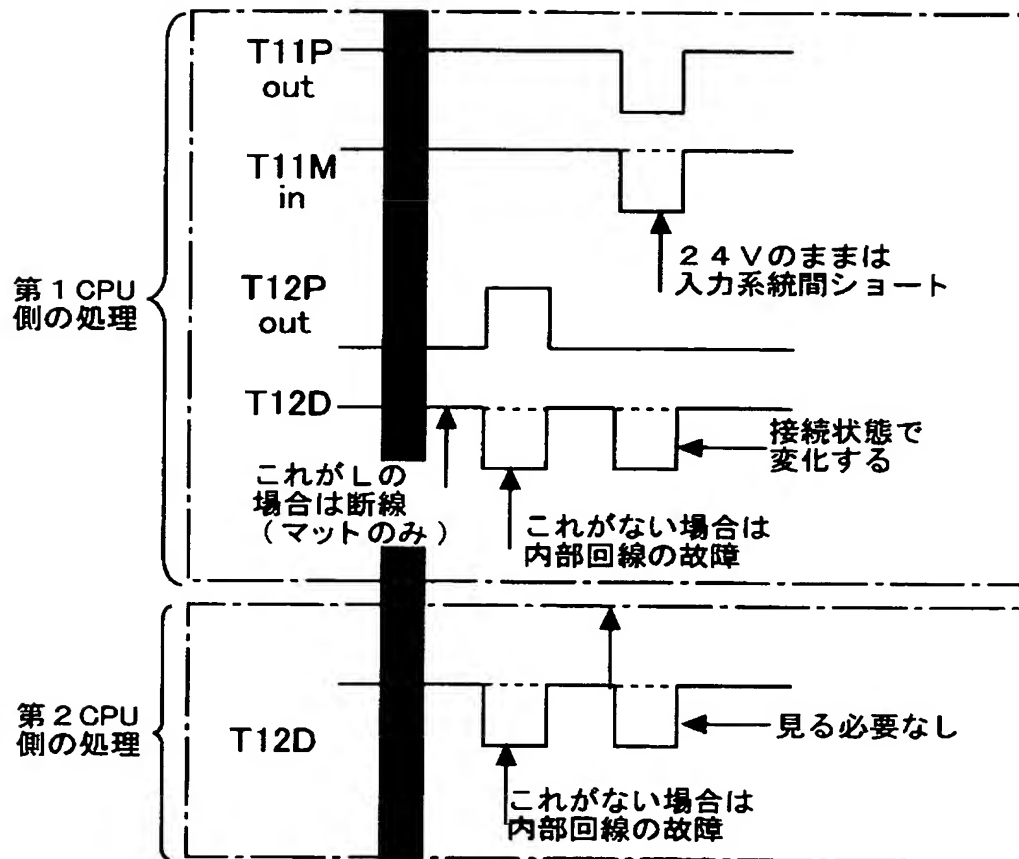 T11P
out
T11M
in
24Vのままは
入力系統間ショート
第1CPU
側の処理
T12P
out
T12D
接続状態で
変化する
これがLの
場合は断線
(マットのみ)
これがない場合は
内部回線の故障
第2CPU
側の処理
T12D
見る必要なし
これがない場合は
内部回線の故障